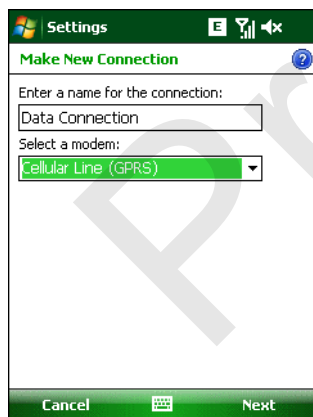 Settings
E
Make New Connection
?
Enter a name for the connection:
Data Connection
Select a modem:
Cellular Line (GPRS)
Cancel
Next